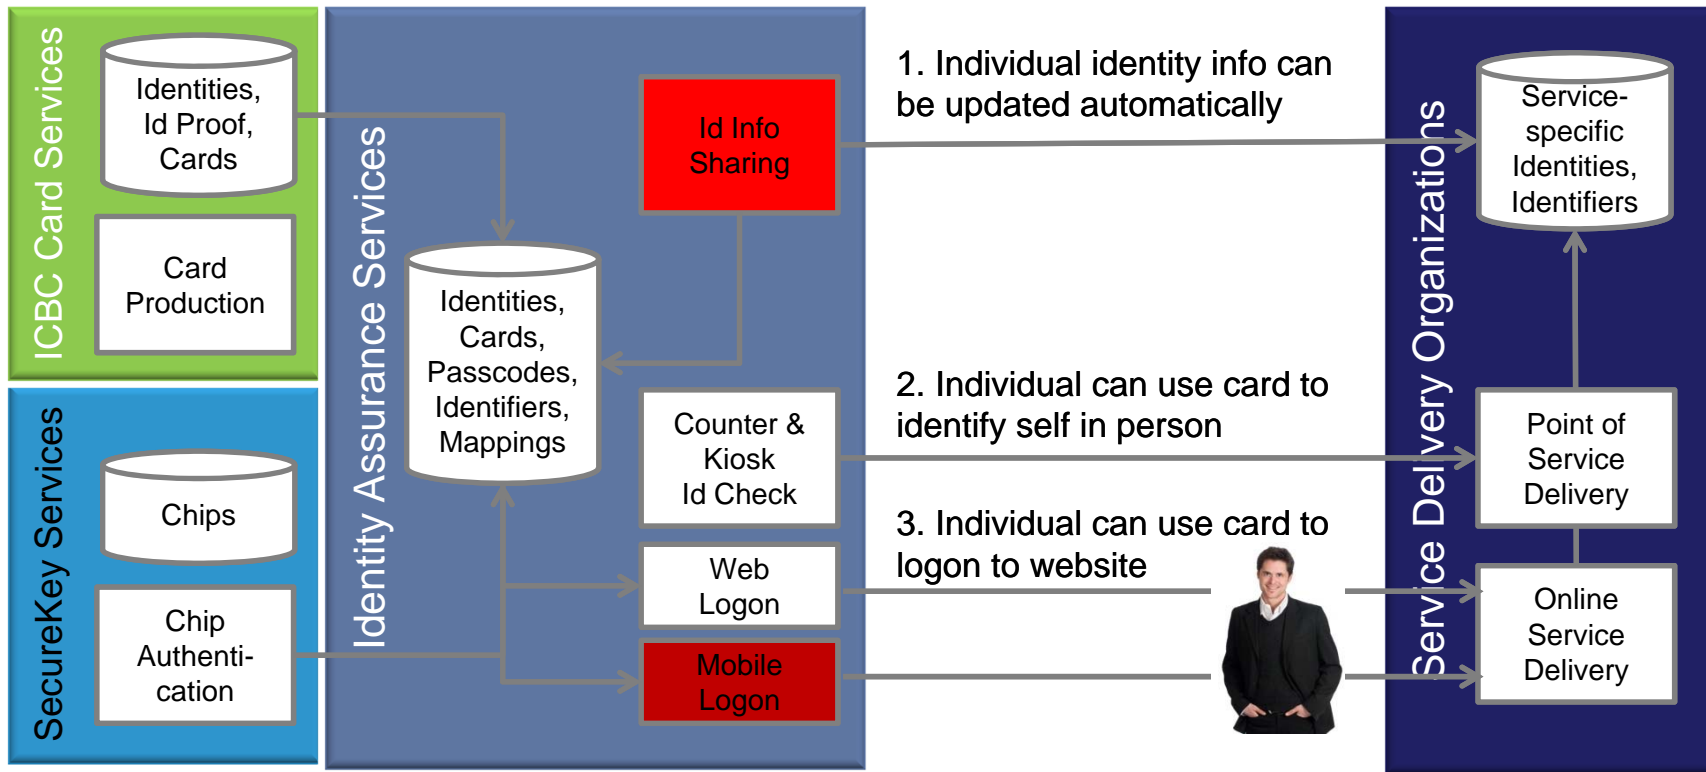 ICBC Card Services
Identities,
Id Proof,
Cards
Card
Production
SecureKey Services
Chips
Chip
Authenti-
cation
Identity Assurance Services
Identities,
Cards,
Passcodes,
Identifiers,
Mappings
Id Info
Sharing
Counter &
Kiosk
Id Check
Web
Logon
Mobile
Logon
1. Individual identity info can
be updated automatically
2. Individual can use card to
identify self in person
3. Individual can use card to
logon to website
Service Delivery Organizations
Service-
specific
Identities,
Identifiers
Point of
Service
Delivery
Online
Service
Delivery